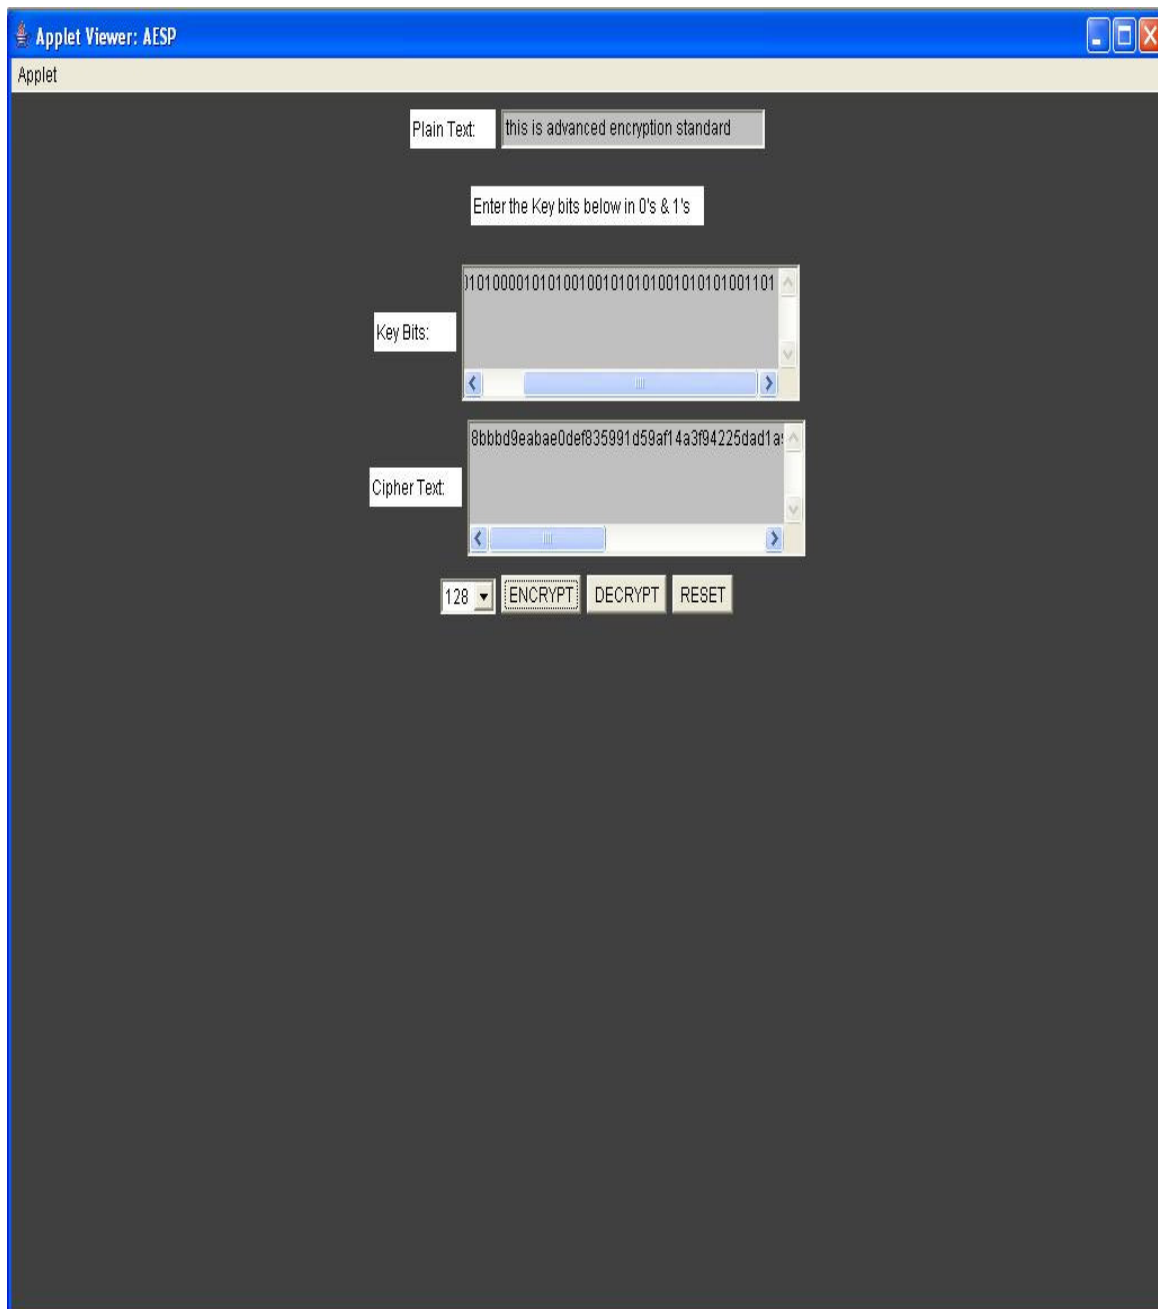 Applet Viewer: AESP
Applet
Plain Text: this is advanced encryption standard
Enter the Key bits below in 0's & 1's
Key Bits:
Cipher Text:
128 ENCRYPT DECRYPT RESET